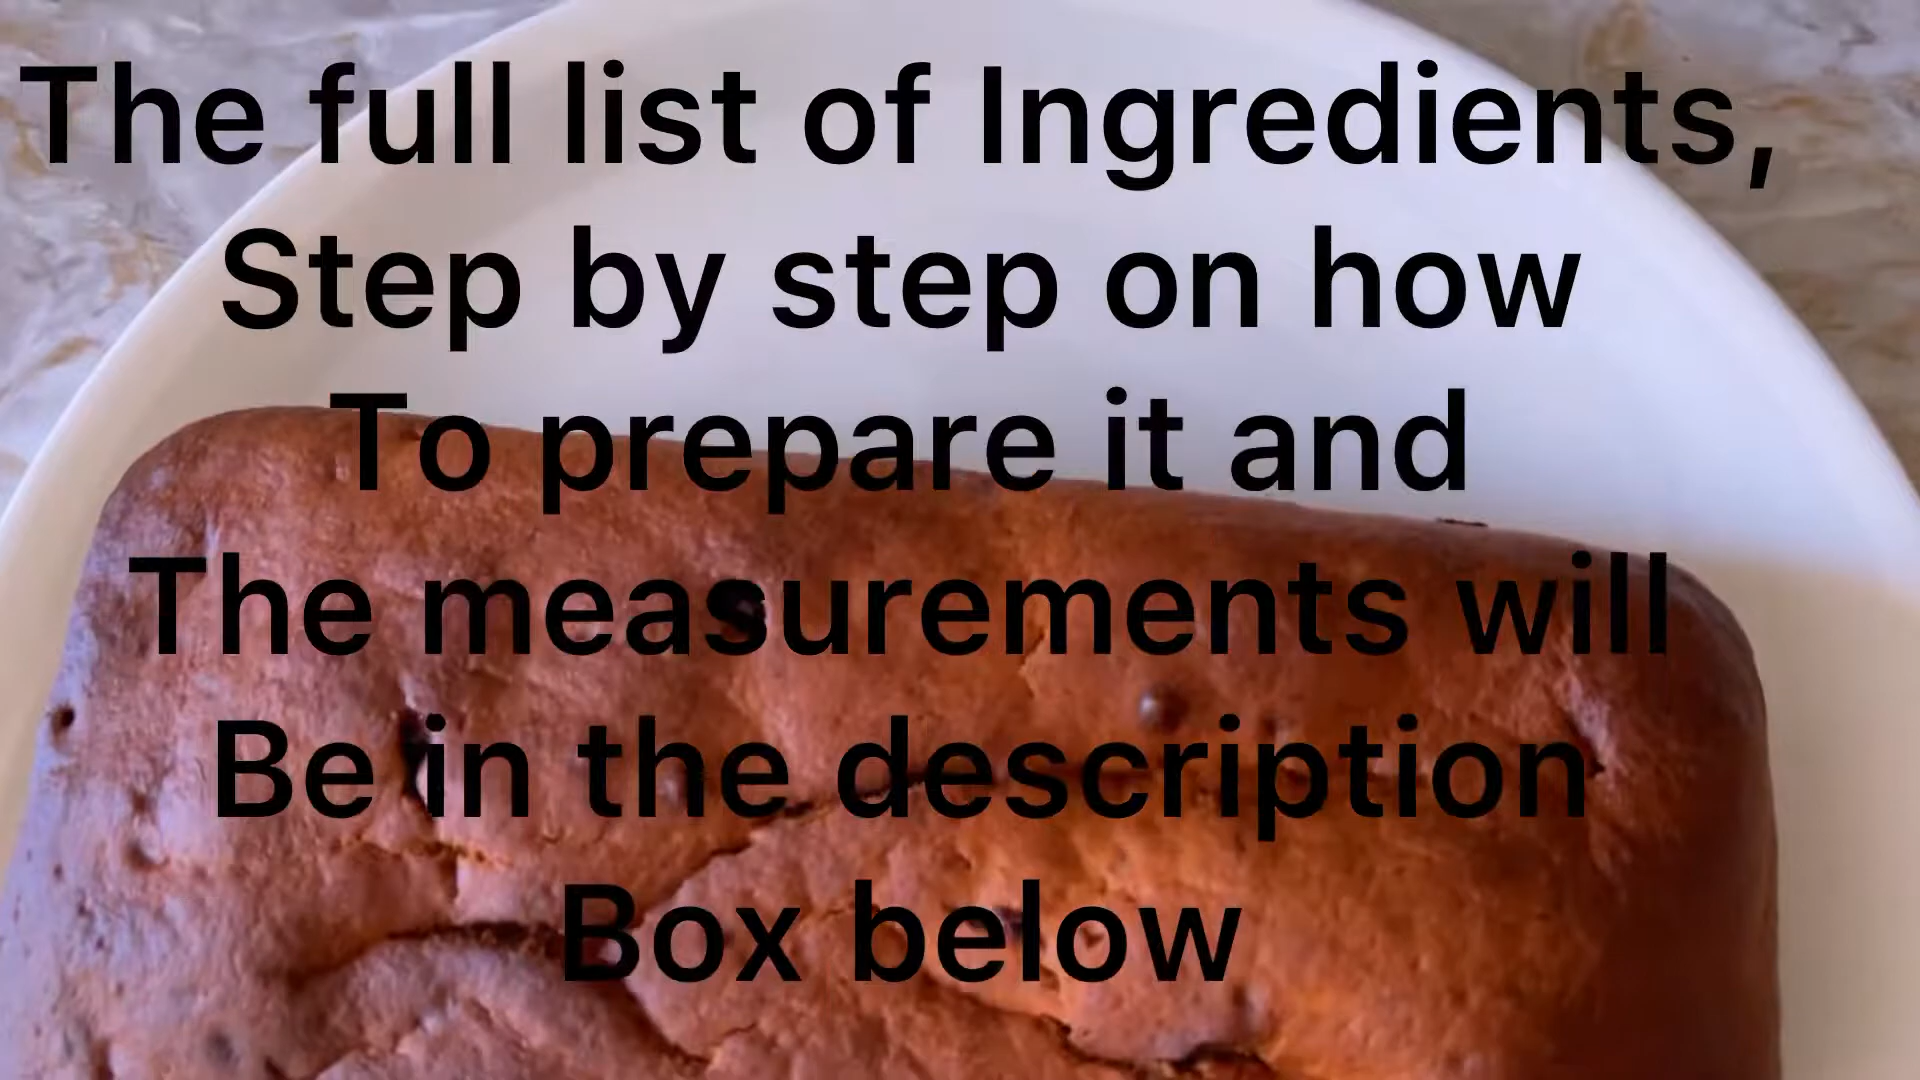 The full list of Ingredients,
Step by step on how
To prepare it and
The measurements will
Be in the description
Box below